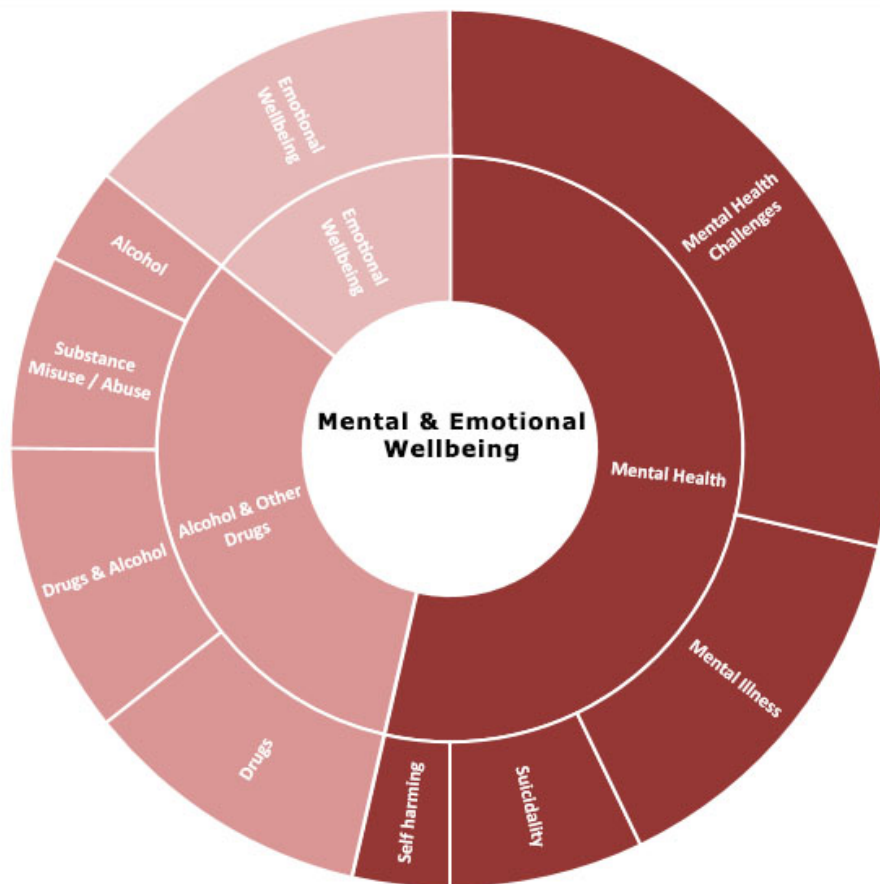 Mental & Emotional
Wellbeing
Mental Health
Alcohol & Other
Drugs
Emotional
Wellbeing
Mental Health
Challenges
Mental Illness
Suicidality
Self harming
Drugs
Drugs & Alcohol
Substance
Misuse / Abuse
Alcohol
Emotional
Wellbeing